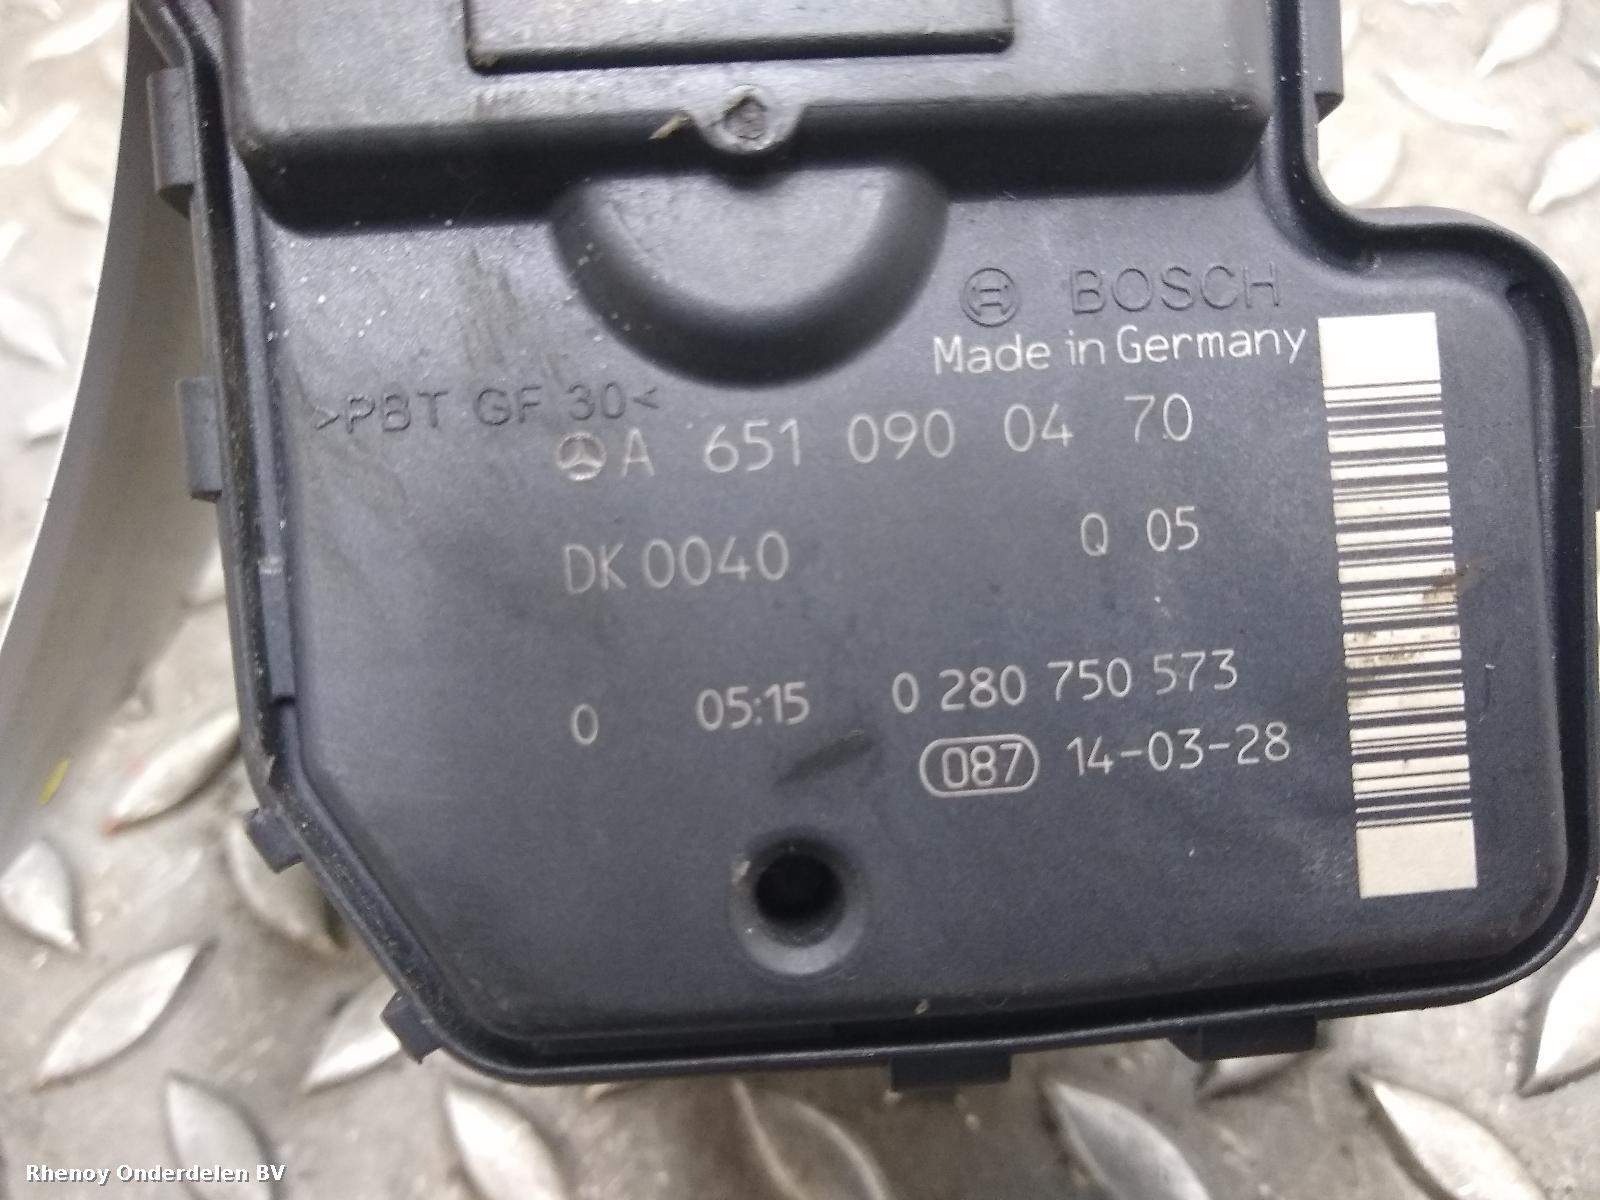 BOSCH
Made in Germany
>PBT GF 30<
A 651 090 04 70
DK 0040 Q 05
0 05:15 0 280 750 573
087 14-03-28
Rhenoy Onderdelen BV